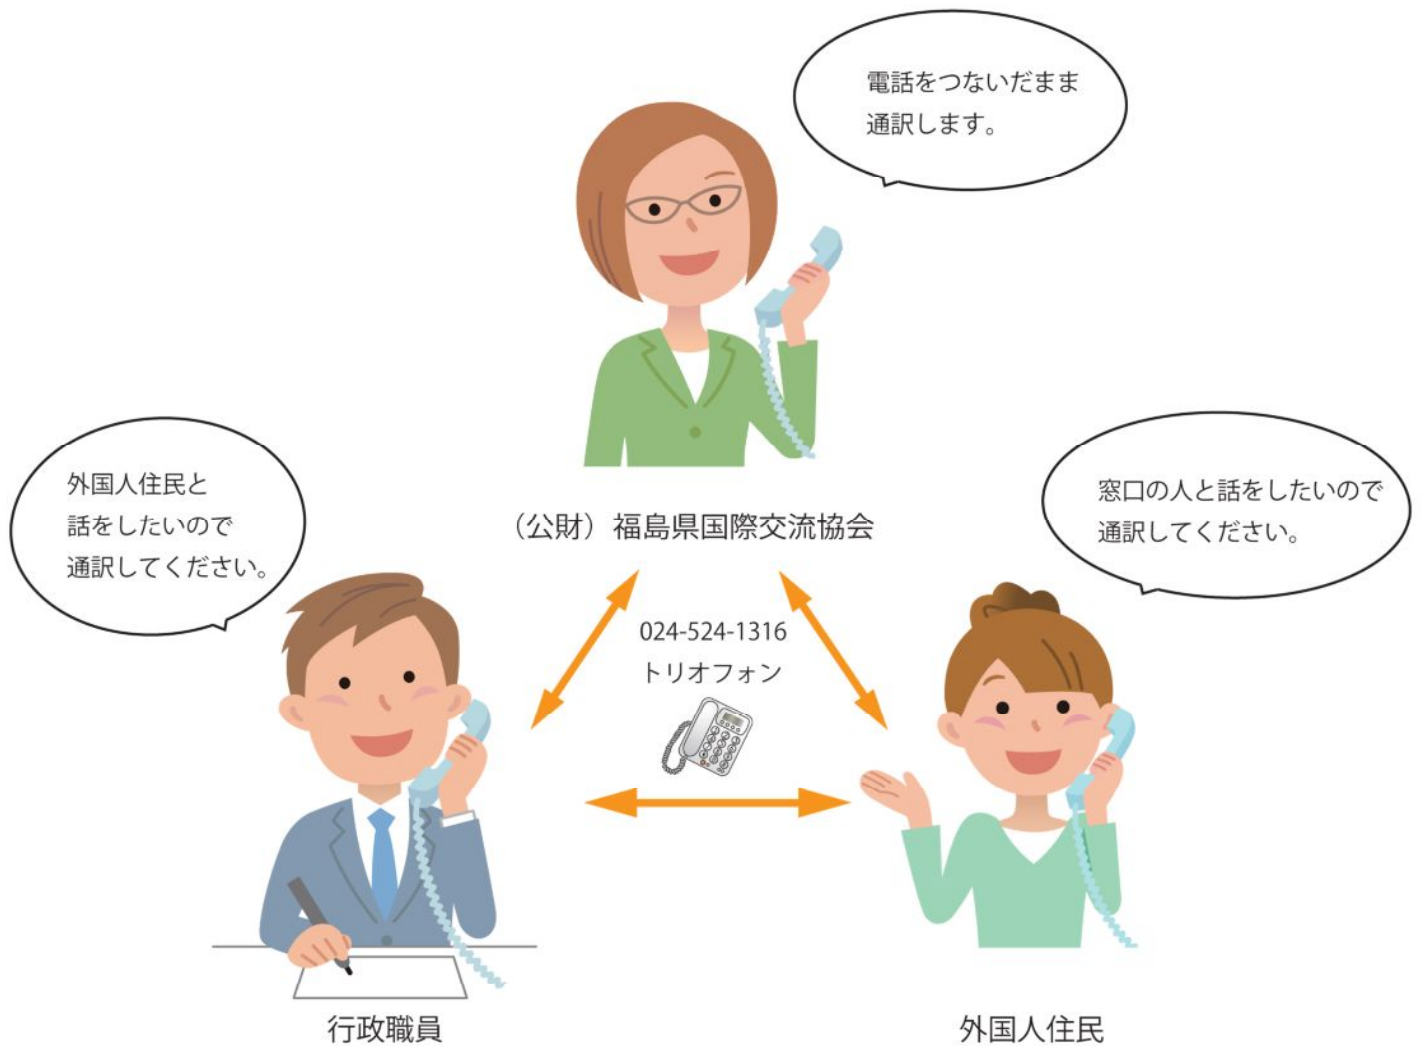 電話をつないだまま
通訳します。
外国人住民と
話をしたいので
通訳してください。
窓口の人と話をしたいので
通訳してください。
（公財）福島県国際交流協会
024-524-1316
トリオフォン
行政職員
外国人住民